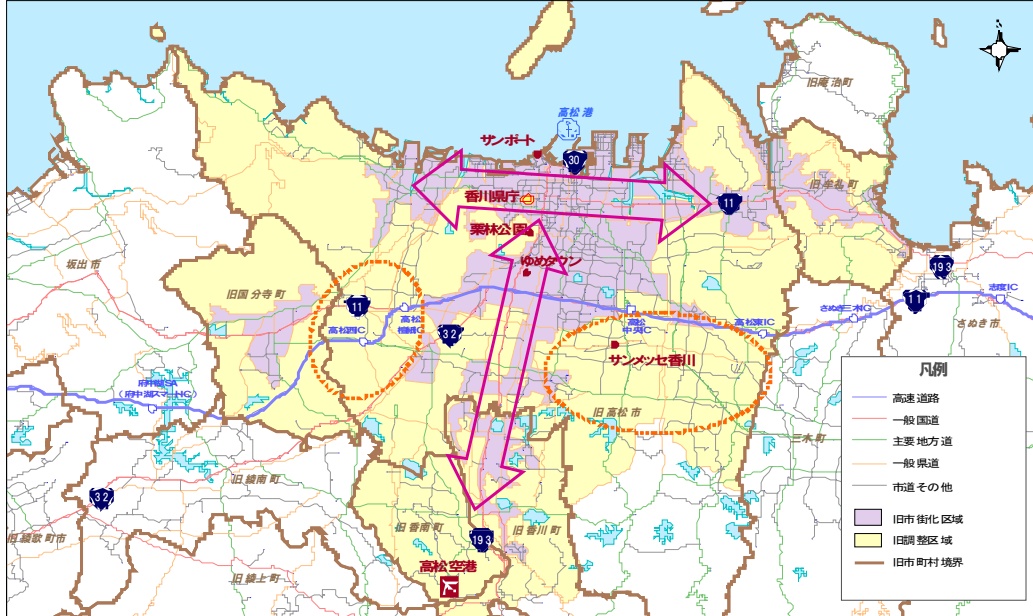 旧庵治町
高松港
サンポート
30
香川県庁
11
旧牟礼町
栗林公園
坂出市
ゆめタウン
193
旧国分寺町
11
11
志度IC
さぬき三木IC
さぬき市
高松
檀紙IC
高松西IC
32
高松
中央IC
高松東IC
サンメッセ香川
府中湖SA
(府中湖スマートIC)
旧高松市
三木町
旧綾南町
32
旧香南町
旧香川町
193
旧綾上町
高松空港
凡例
高速道路
一般国道
主要地方道
一般県道
市道その他
旧市街化区域
旧調整区域
旧市町村境界